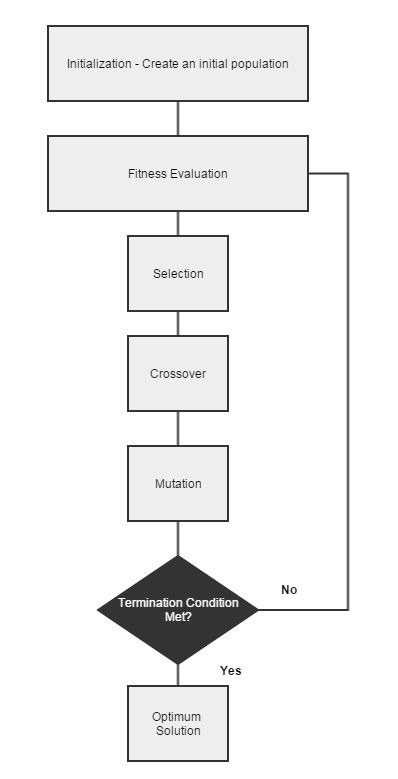 Initialization - Create an initial population
Fitness Evaluation
Selection
Crossover
Mutation
Termination Condition
Met?
No
Yes
Optimum
Solution